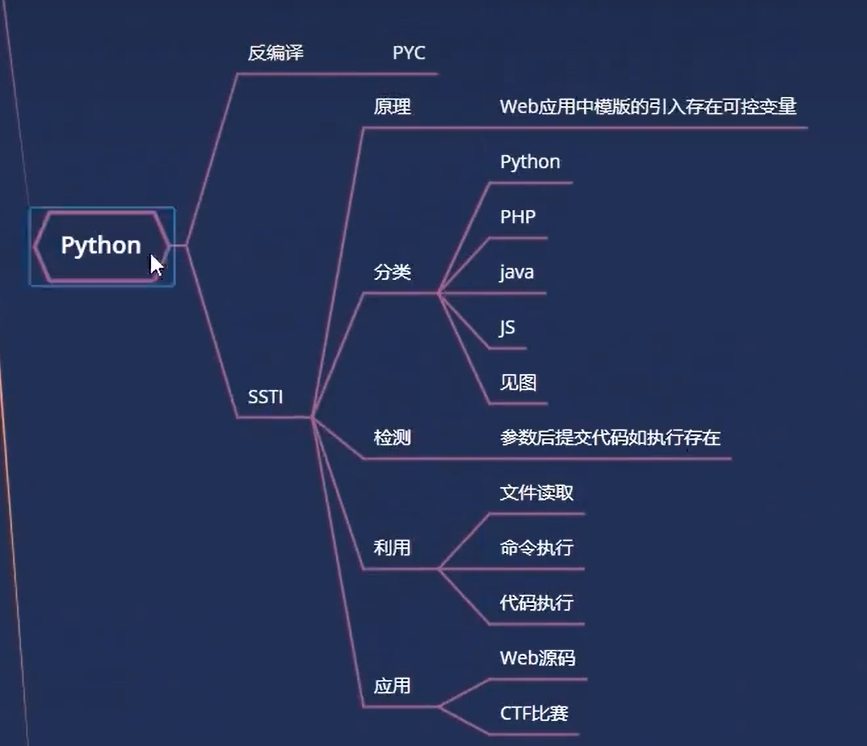 反编译 PYC
原理 Web应用中模版的引入存在可控变量
Python
PHP
Python
分类
java
JS
见图
SSTI
检测 参数后提交代码如执行存在
文件读取
利用 命令执行
代码执行
Web源码
应用
CTF比赛